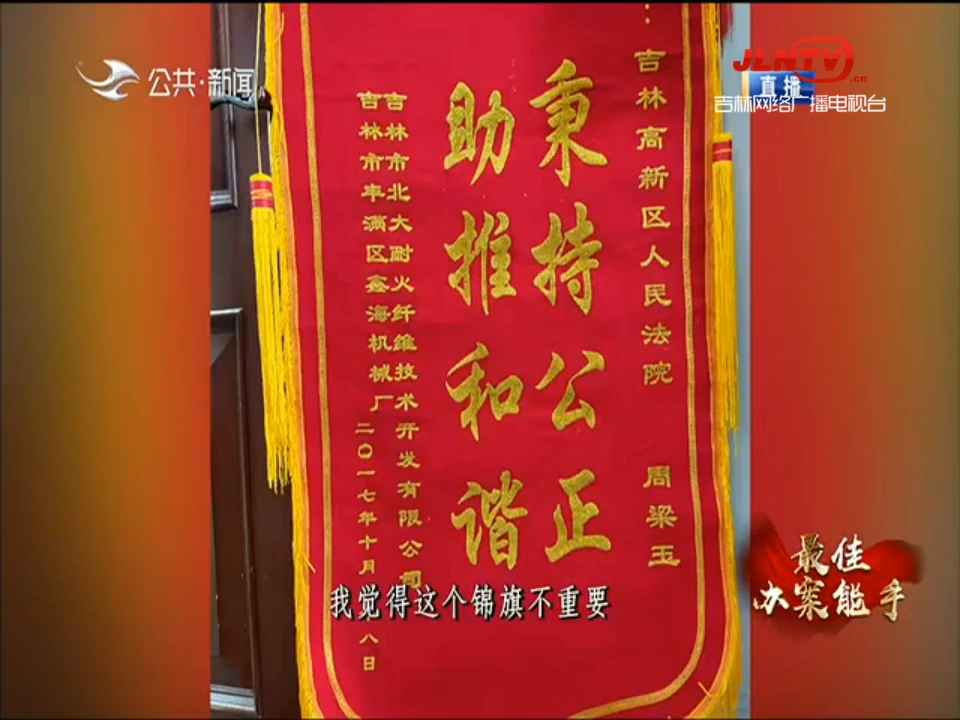 公共·新闻
JLNTV.cn
直播
吉林网络广播电视台
吉林高新区人民法院 周梁玉
秉持公正
助推和谐
吉林市北大耐火纤维技术开发有限公司
吉林市丰满区鑫海机械厂
二〇一七年十月
八日
我觉得这个锦旗不重要
最佳
办案能手